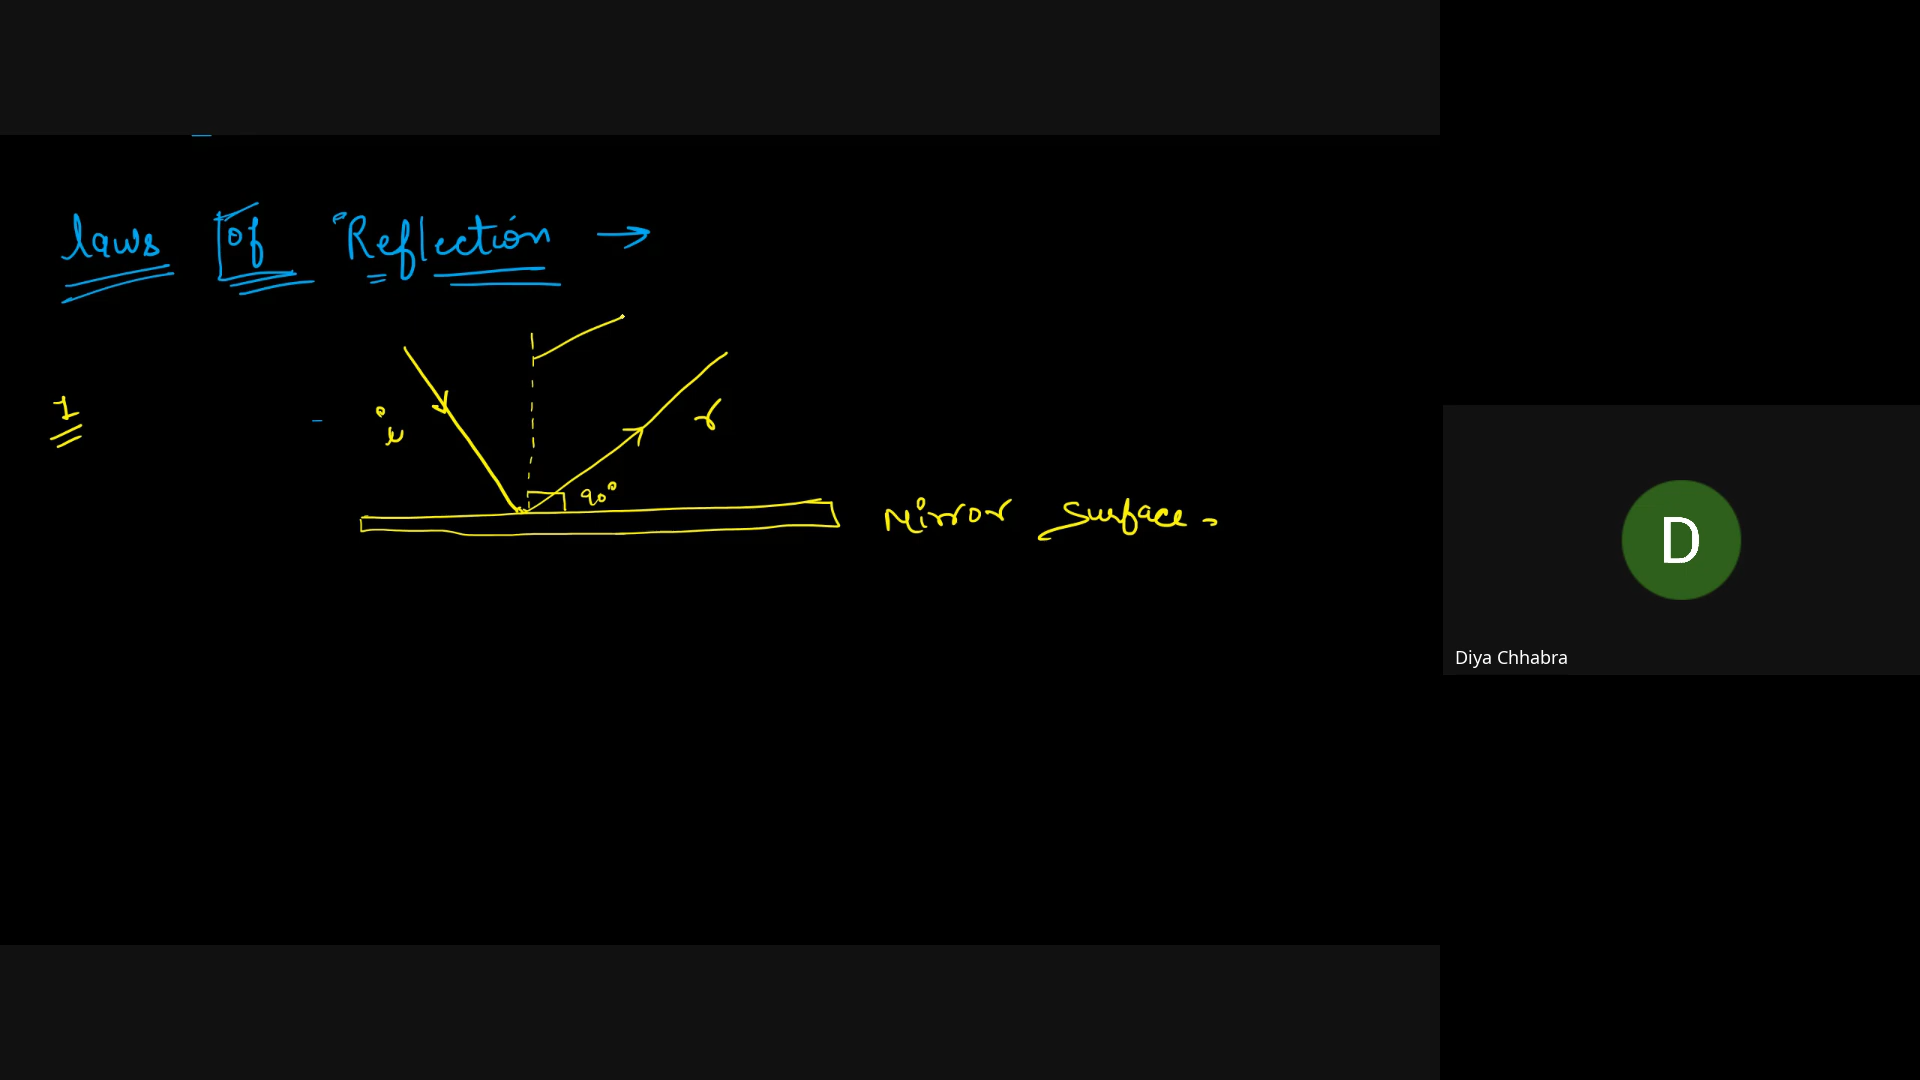 Laws of Reflection →
1
i r
90°
Mirror Surface -
D
Diya Chhabra